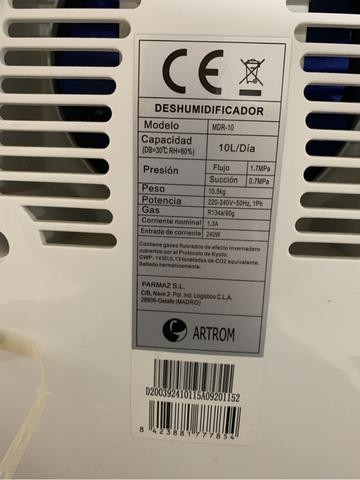 CE
DESHUMIDIFICADOR
Modelo MDR-10
Capacidad 10L/Día
(DB=30℃ RH=80%)
Presión Flujo 1,7MPa
Succión 0,7MPa
Peso 10.5kg
Potencia 220-240V~50Hz, 1Ph
Gas R134a/90g
Corriente nominal 1.3A
Entrada de corriente 240W
Contiene gases fluorados de efecto invernadero
cubiertos por el Protocolo de Kyoto.
GWP: 1430;0,13 toneladas de CO2 equivalente.
Sellado herméticamente.
PARMAZ S.L.
C/B, Nave 2- Pol. Ind. Logístico C.L.A,
28906-Getafe (MADRID)
ARTROM
D200392410115A09201152
8 423881 777854